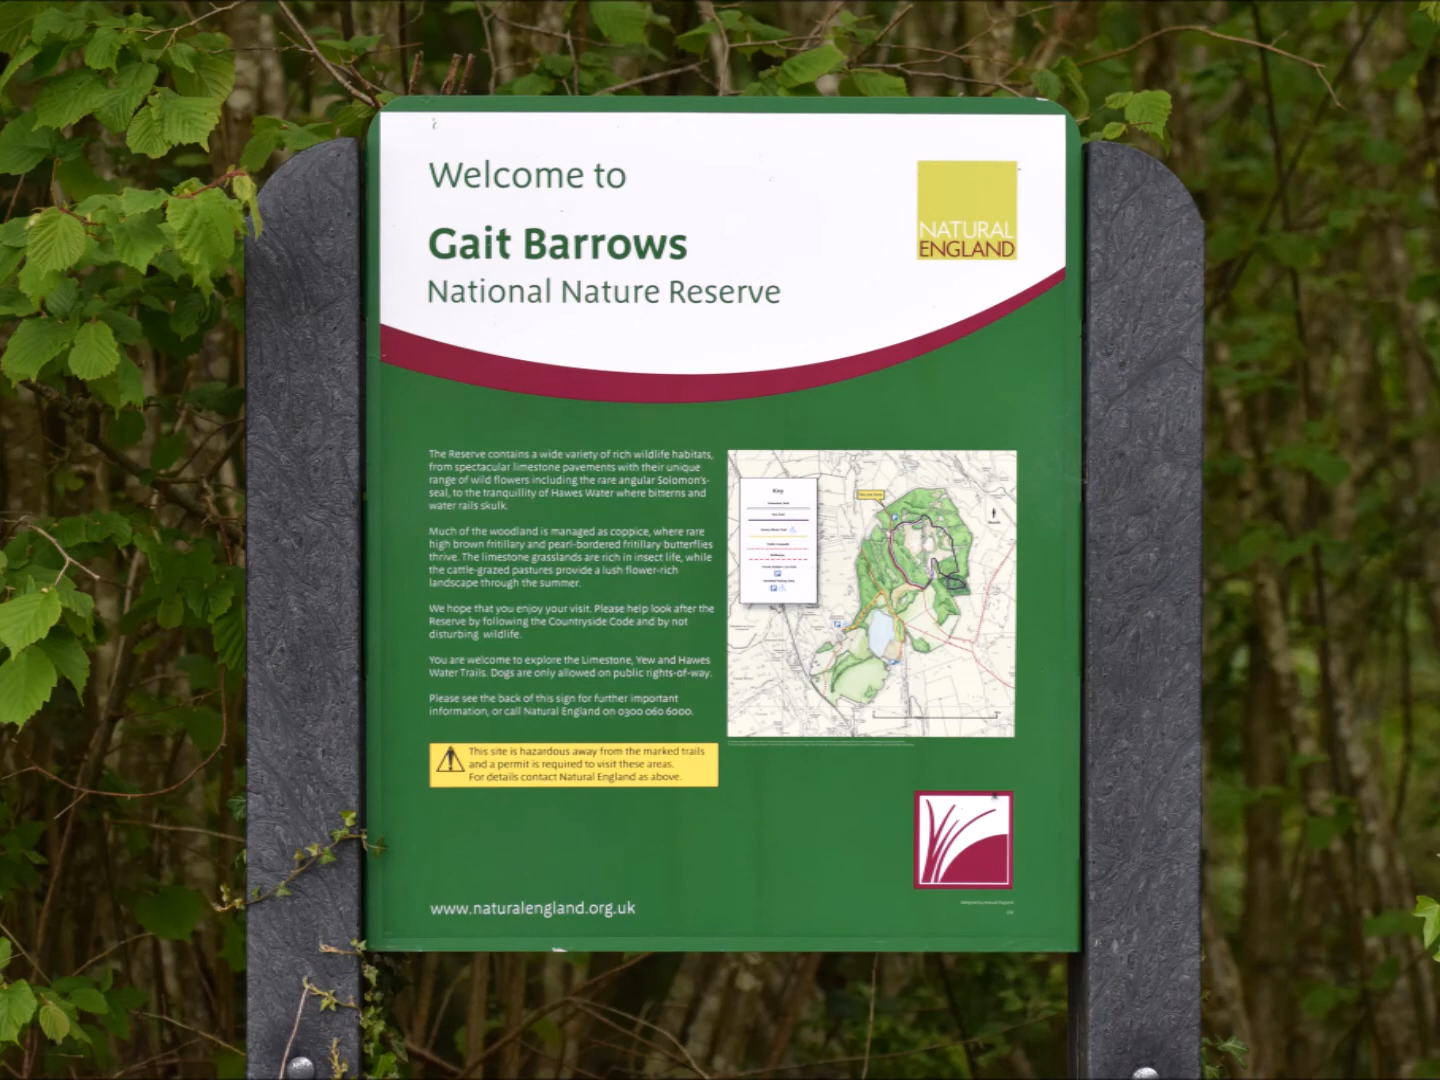 Welcome to
Gait Barrows
National Nature Reserve
NATURAL
ENGLAND
The Reserve contains a wide variety of rich wildlife habitats,
from spectacular limestone pavements with their unique
range of wild flowers including the rare angular Solomon's-
seal, to the tranquillity of Hawes Water where bitterns and
water rails skulk.
Much of the woodland is managed as coppice, where rare
high brown fritillary and pearl-bordered fritillary butterflies
thrive. The limestone grasslands are rich in insect life, while
the cattle-grazed pastures provide a lush flower-rich
landscape through the summer.
We hope that you enjoy your visit. Please help look after the
Reserve by following the Countryside Code and by not
disturbing wildlife.
You are welcome to explore the Limestone, Yew and Hawes
Water Trails. Dogs are only allowed on public rights-of-way.
Please see the back of this sign for further important
information, or call Natural England on 0300 060 6000.
This site is hazardous away from the marked trails
and a permit is required to visit these areas.
For details contact Natural England as above.
Key
You are here
www.naturalengland.org.uk